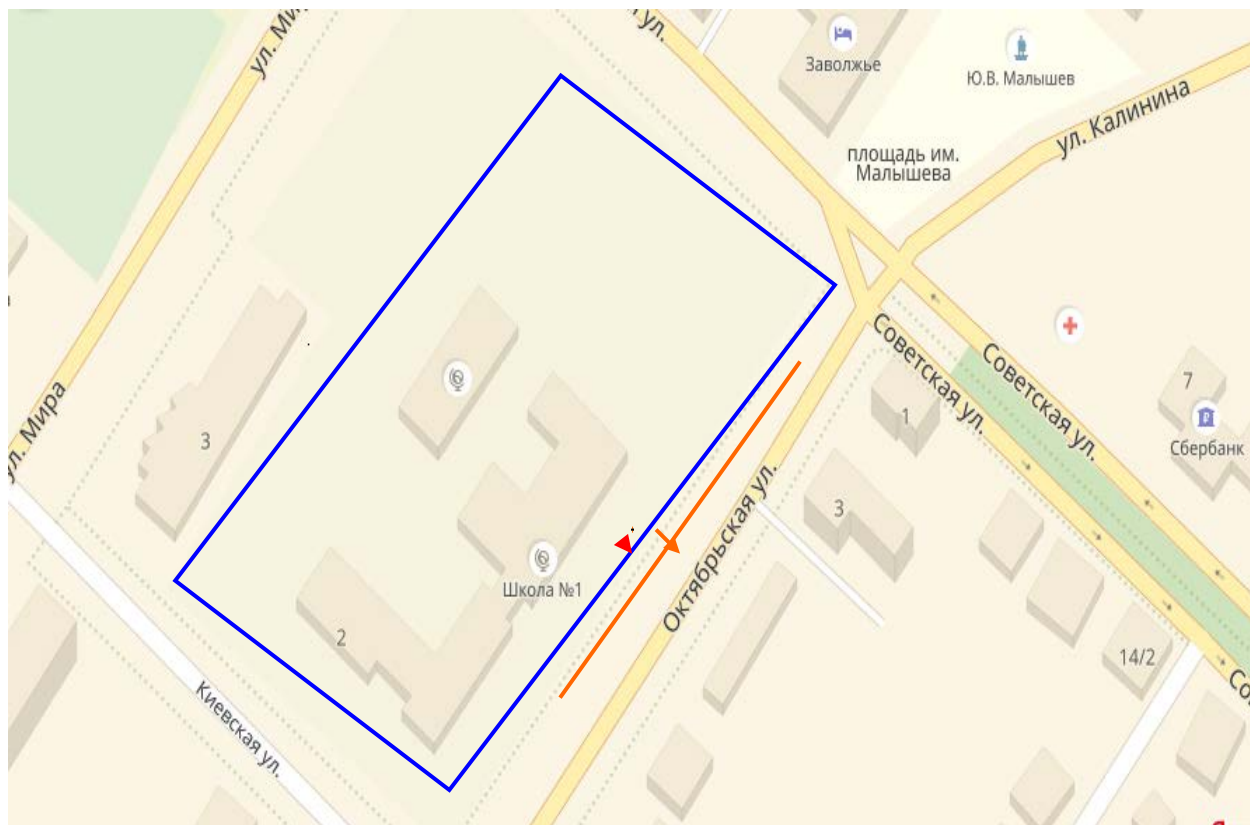 ул. Мира
ул.
Заволжье
Ю.В. Малышев
ул. Калинина
площадь им.
Малышева
Советская ул.
Советская ул.
7
Сбербанк
1
3
ул. Мира
3
Октябрьская ул.
Школа №1
2
14/2
Киевская ул.